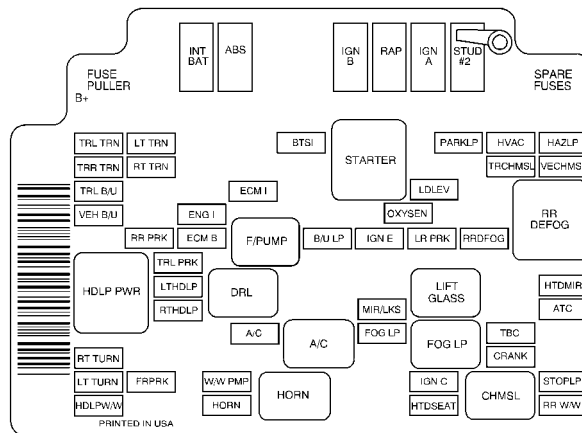 INT BAT
ABS
IGN B
RAP
IGN A
STUD #2
FUSE PULLER
B+
SPARE FUSES
TRL TRN
LT TRN
BTSI
STARTER
PARKLP
HVAC
HAZLP
TRR TRN
RT TRN
TRCHMSL
VECHMSL
TRL B/U
ECM I
LDLEV
RR DEFOG
VEH B/U
ENG I
OXYSEN
RR PRK
ECM B
F/PUMP
B/U LP
IGN E
LR PRK
RRDFOG
TRL PRK
HDLP PWR
LTHDLP
DRL
LIFT GLASS
HTDMIR
RTHDLP
MIR/LKS
ATC
A/C
A/C
FOG LP
FOG LP
TBC
RT TURN
CRANK
LT TURN
FRPRK
W/W PMP
HORN
IGN C
CHMSL
STOPLP
HDLPW/W
HORN
HTDSEAT
RR W/W
PRINTED IN USA